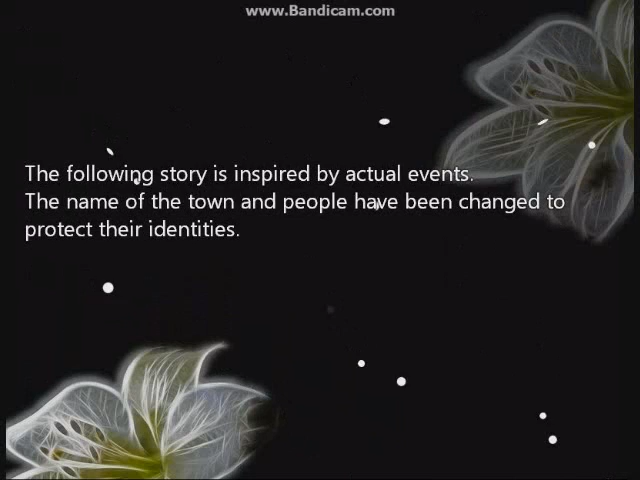 www.Bandicam.com
The following story is inspired by actual events.
The name of the town and people have been changed to
protect their identities.